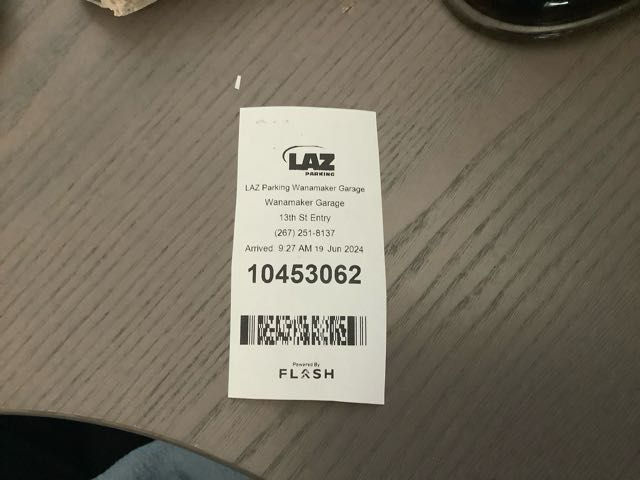 LAZ
PARKING
LAZ Parking Wanamaker Garage
Wanamaker Garage
13th St Entry
(267) 251-8137
Arrived 9:27 AM 19 Jun 2024
10453062
Powered By
FLASH